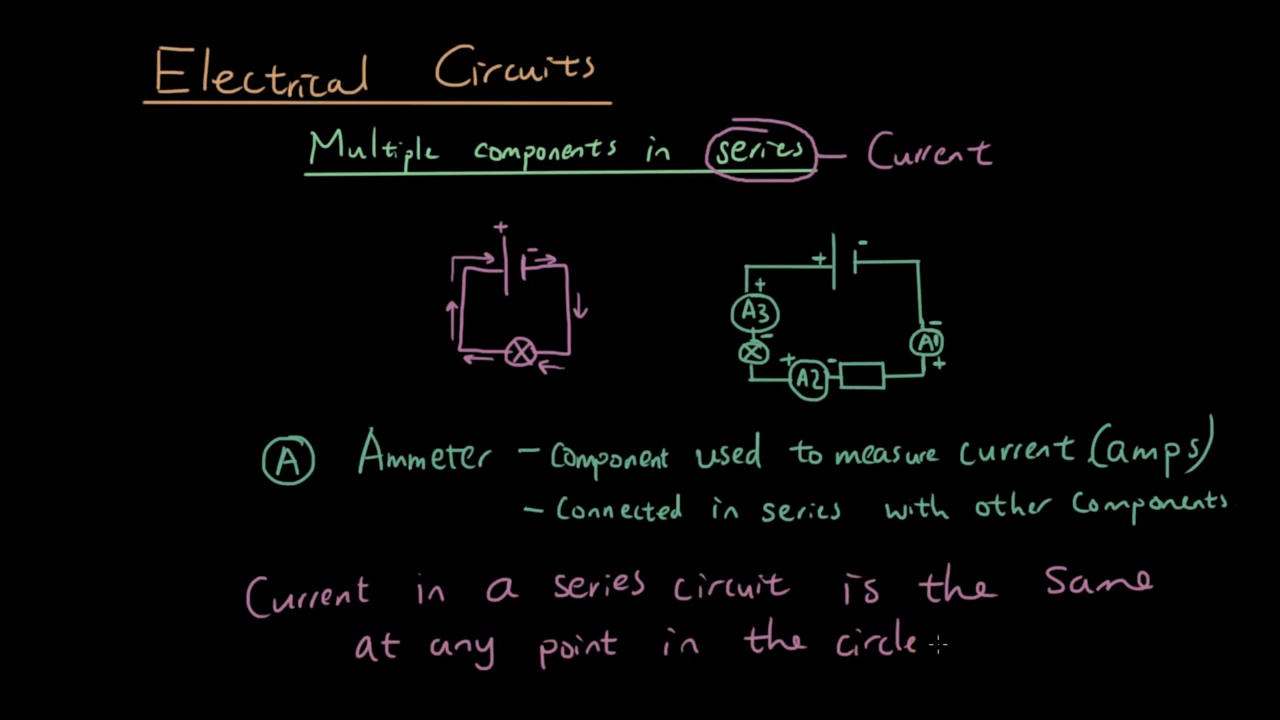 Electrical Circuits
Multiple components in series – Current
+ -
+ -
+
A3
-
-
A1
+
+ A2 -
A Ammeter – Component used to measure current (amps)
– Connected in series with other components
Current in a series circuit is the same
at any point in the circle